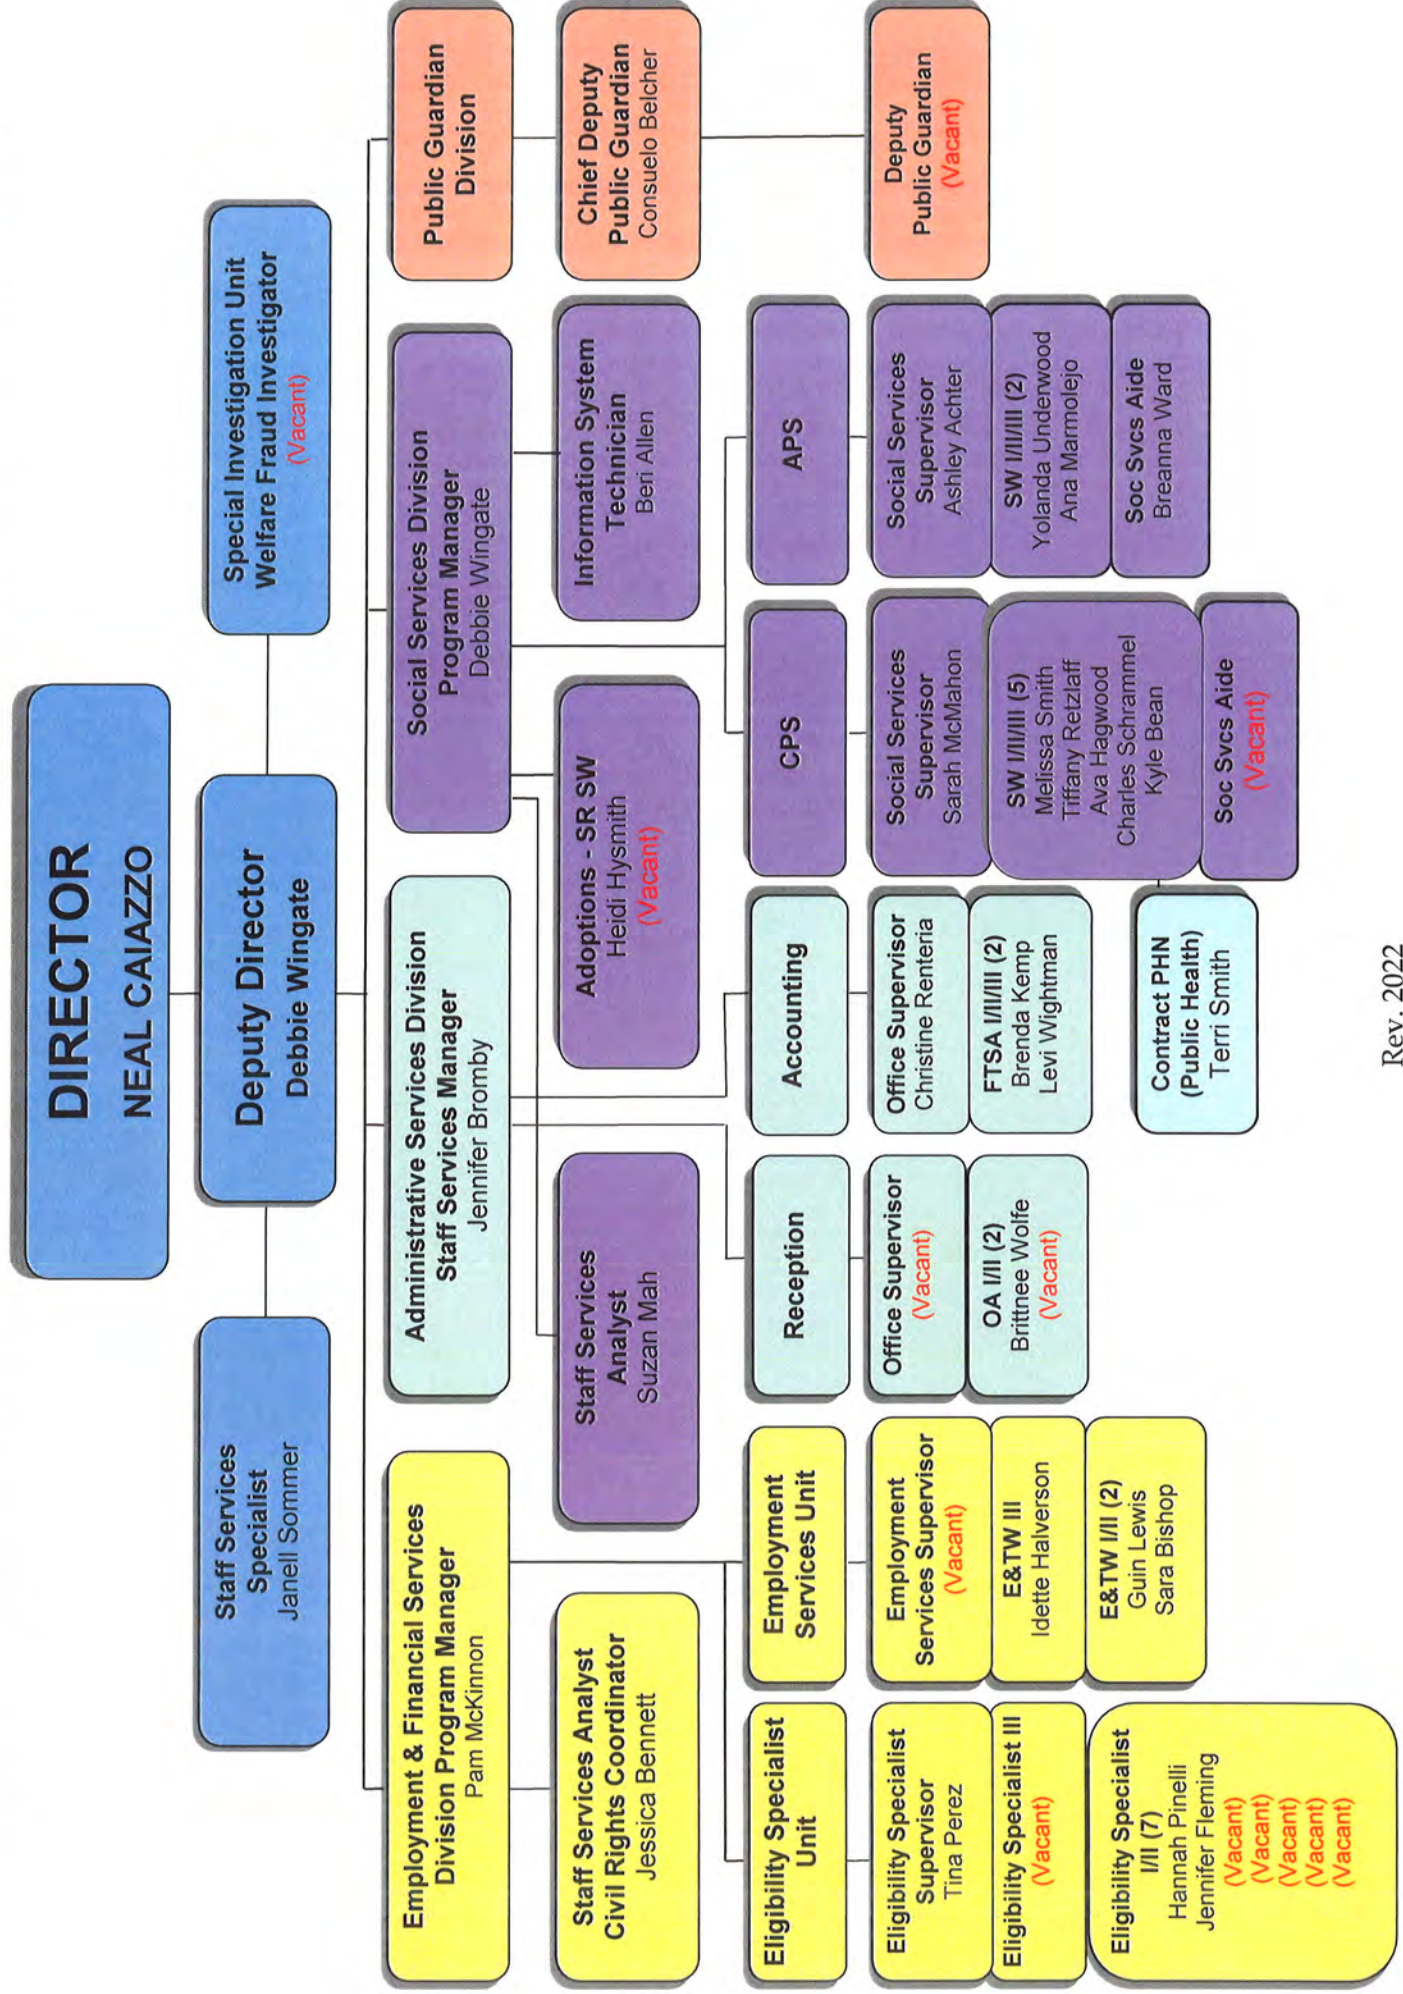 DIRECTOR
NEAL CAIAZZO
Staff Services
Specialist
Janell Sommer
Deputy Director
Debbie Wingate
Special Investigation Unit
Welfare Fraud Investigator
(Vacant)
Employment & Financial Services
Division Program Manager
Pam McKinnon
Administrative Services Division
Staff Services Manager
Jennifer Bromby
Social Services Division
Program Manager
Debbie Wingate
Public Guardian
Division
Staff Services Analyst
Civil Rights Coordinator
Jessica Bennett
Staff Services
Analyst
Suzan Mah
Adoptions - SR SW
Heidi Hysmith
(Vacant)
Information System
Technician
Beri Allen
Chief Deputy
Public Guardian
Consuelo Belcher
Eligibility Specialist
Unit
Employment
Services Unit
Reception
Accounting
CPS
APS
Eligibility Specialist
Supervisor
Tina Perez
Eligibility Specialist III
(Vacant)
Eligibility Specialist
I/II (7)
Hannah Pinelli
Jennifer Fleming
(Vacant)
(Vacant)
(Vacant)
(Vacant)
(Vacant)
Employment
Services Supervisor
(Vacant)
E&TW III
Idette Halverson
E&TW I/II (2)
Guin Lewis
Sara Bishop
Office Supervisor
(Vacant)
OA I/II (2)
Brittnee Wolfe
(Vacant)
Office Supervisor
Christine Renteria
FTSA I/II/III (2)
Brenda Kemp
Levi Wightman
Contract PHN
(Public Health)
Terri Smith
Social Services
Supervisor
Sarah McMahon
SW I/II/III (5)
Melissa Smith
Tiffany Retzlaff
Ava Hagwood
Charles Schrammel
Kyle Bean
Soc Svcs Aide
(Vacant)
Social Services
Supervisor
Ashley Achter
SW I/II/III (2)
Yolanda Underwood
Ana Marmolejo
Soc Svcs Aide
Breanna Ward
Deputy
Public Guardian
(Vacant)
Rev. 2022